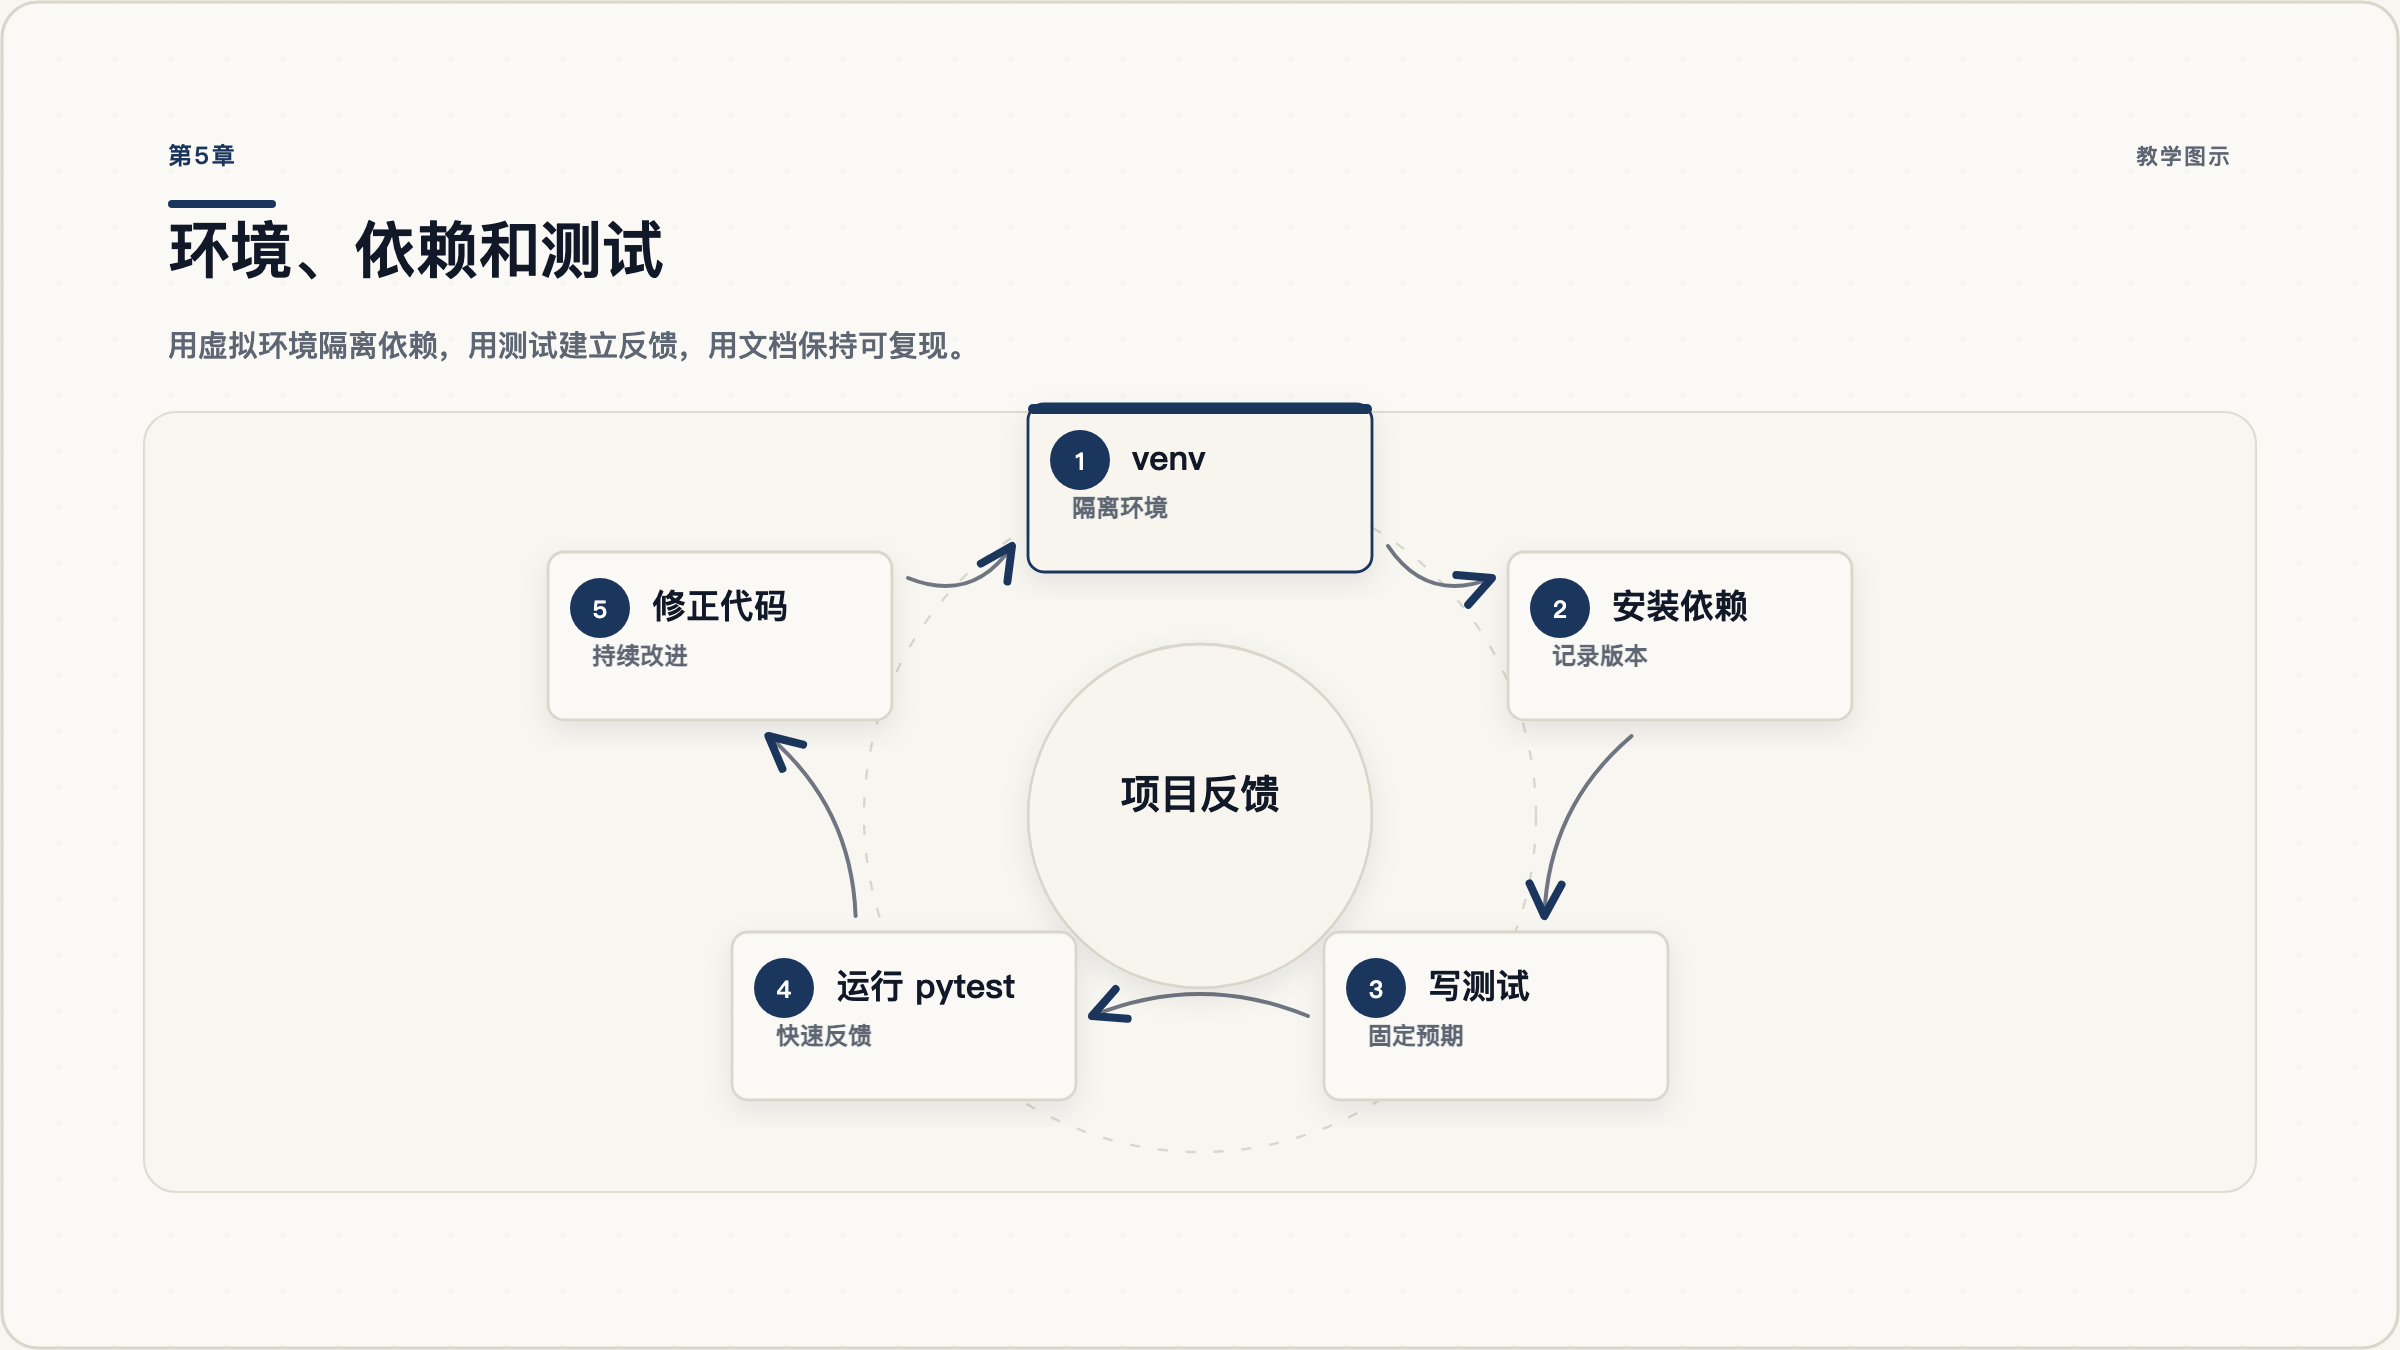 第5章
教学图示
环境、依赖和测试
用虚拟环境隔离依赖，用测试建立反馈，用文档保持可复现。
1 venv
隔离环境
2 安装依赖
记录版本
3 写测试
固定预期
4 运行 pytest
快速反馈
5 修正代码
持续改进
项目反馈